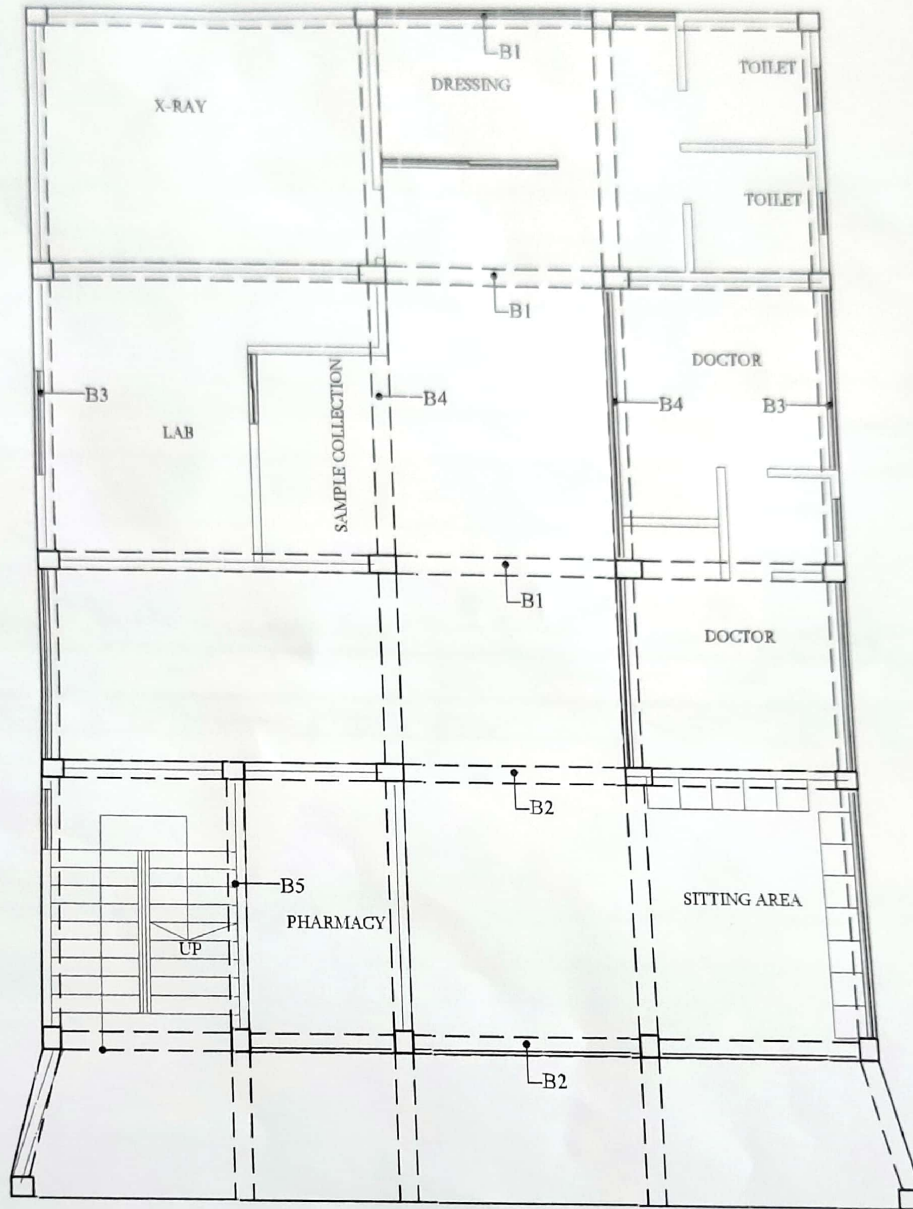 B1
TOILET
DRESSING
X-RAY
TOILET
B1
DOCTOR
B3
B4
B4
B3
LAB
SAMPLE COLLECTION
B1
DOCTOR
B2
B5
SITTING AREA
PHARMACY
UP
B2